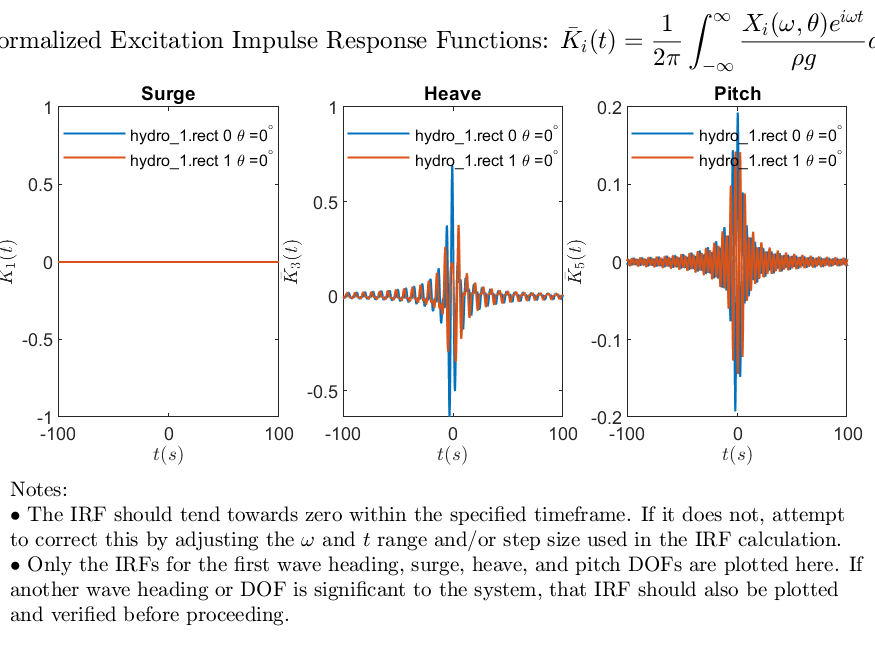 ormalized Excitation Impulse Response Functions: K̄ᵢ(t) = 1/2π ∫_{-∞}^{∞} Xᵢ(ω, θ)e^{iωt}/ρg
Surge Heave Pitch
1
0.5
0
-0.5
-1
-100 0 100
t(s)
K̄₁(t)
hydro_1.rect 0 θ =0°
hydro_1.rect 1 θ =0°
1
0.5
0
-0.5
-100 0 100
t(s)
K̄₃(t)
hydro_1.rect 0 θ =0°
hydro_1.rect 1 θ =0°
0.2
0.1
0
-0.1
-0.2
-100 0 100
t(s)
K̄₅(t)
hydro_1.rect 0 θ =0°
hydro_1.rect 1 θ =0°
Notes:
• The IRF should tend towards zero within the specified timeframe. If it does not, attempt
to correct this by adjusting the ω and t range and/or step size used in the IRF calculation.
• Only the IRFs for the first wave heading, surge, heave, and pitch DOFs are plotted here. If
another wave heading or DOF is significant to the system, that IRF should also be plotted
and verified before proceeding.